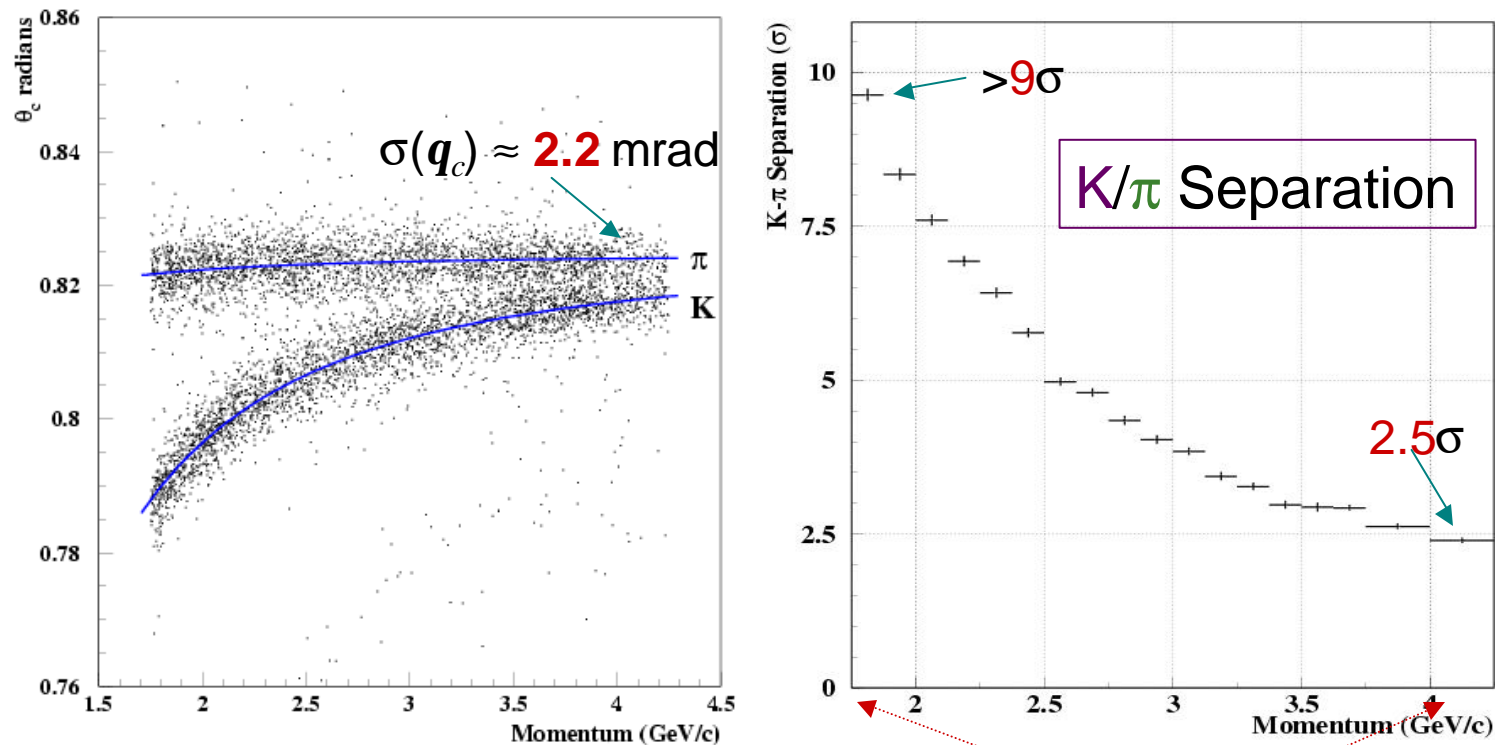 0.86
0.84
0.82
0.8
0.78
0.76
θc radians
σ(qc) ≈ 2.2 mrad
π
K
1.5
2
2.5
3
3.5
4
4.5
Momentum (GeV/c)
K-π Separation (σ)
10
7.5
5
2.5
0
>9σ
K/π Separation
2.5σ
2
2.5
3
3.5
4
Momentum (GeV/c)